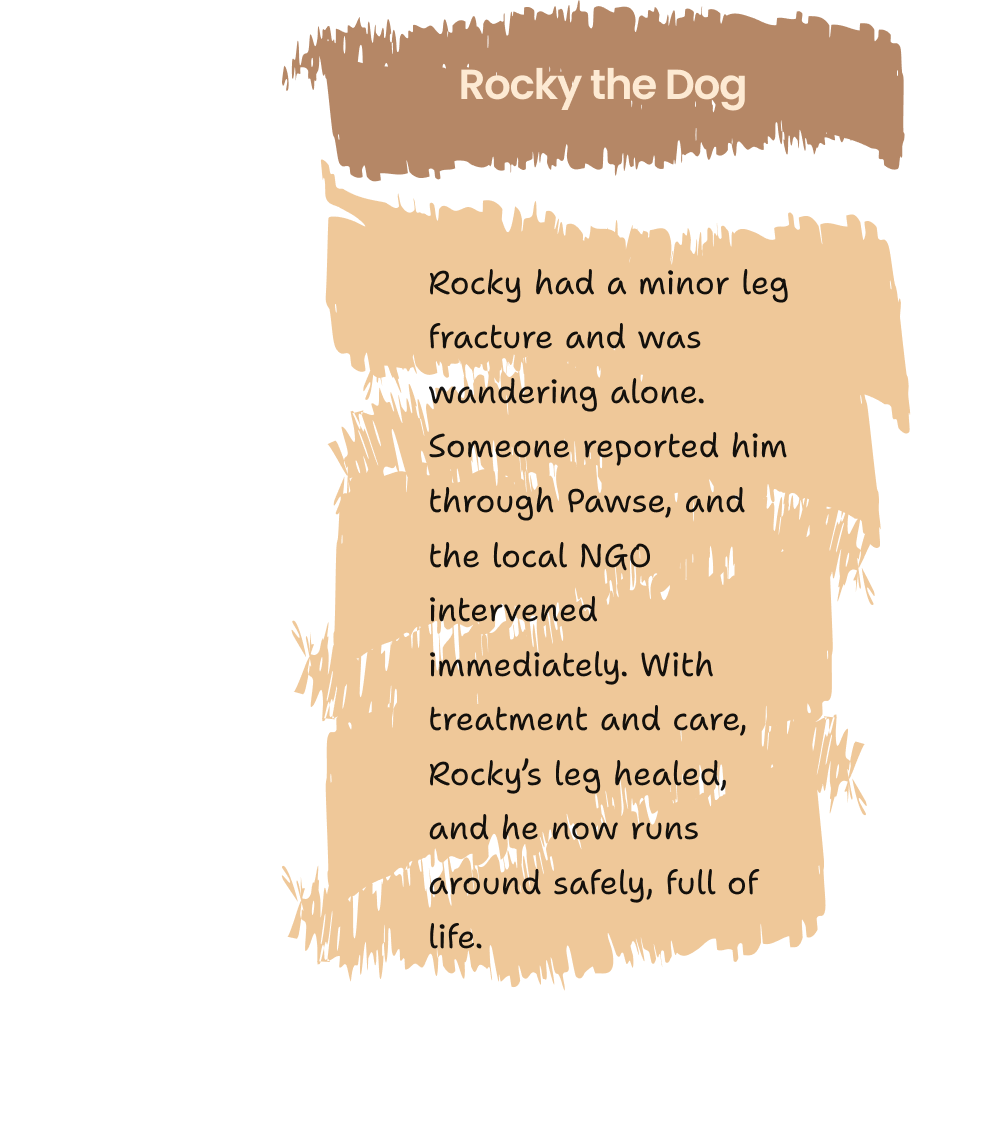 Rocky the Dog
Rocky had a minor leg
fracture and was
wandering alone.
Someone reported him
through Pawse, and
the local NGO
intervened
immediately. With
treatment and care,
Rocky’s leg healed,
and he now runs
around safely, full of
life.